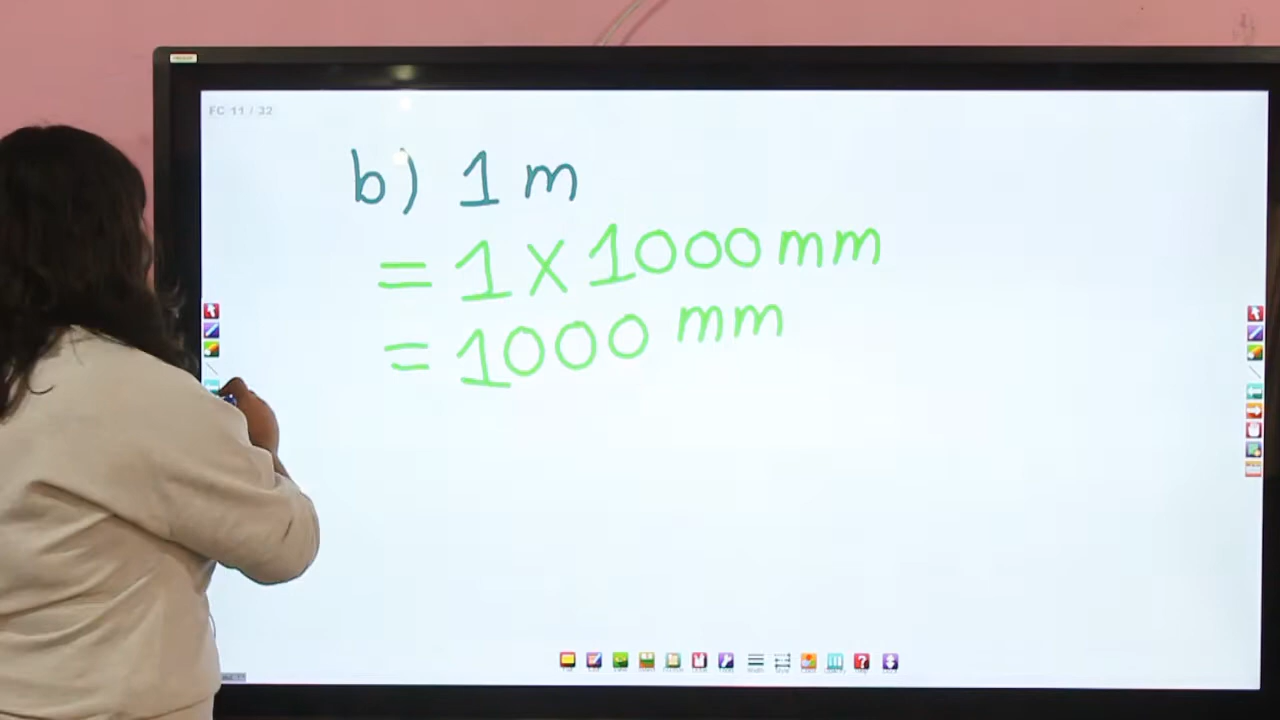 FC 11 / 32
b) 1 m
= 1 X 1000 mm
= 1000 mm